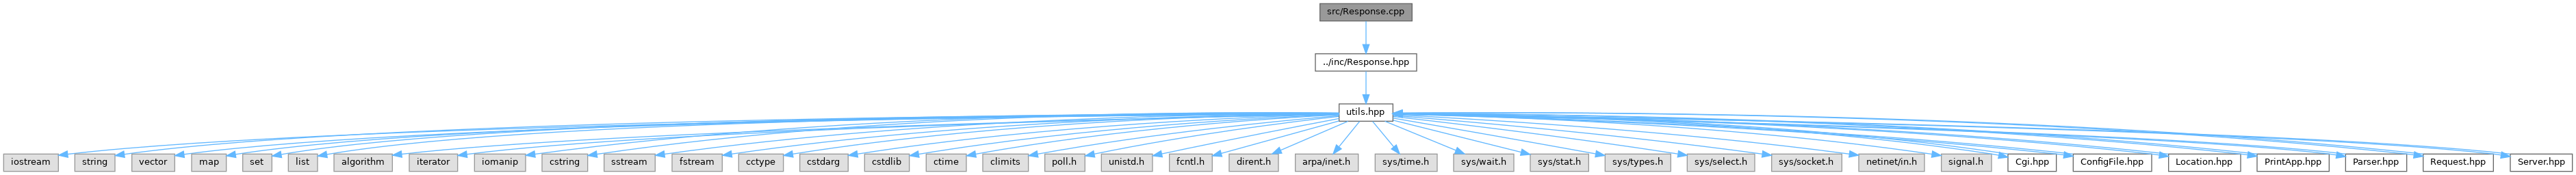 src/Response.cpp
../inc/Response.hpp
utils.hpp
iostream
string
vector
map
set
list
algorithm
iterator
iomanip
cstring
sstream
fstream
cctype
cstdarg
cstdlib
ctime
climits
poll.h
unistd.h
fcntl.h
dirent.h
arpa/inet.h
sys/time.h
sys/wait.h
sys/stat.h
sys/types.h
sys/select.h
sys/socket.h
netinet/in.h
signal.h
Cgi.hpp
ConfigFile.hpp
Location.hpp
PrintApp.hpp
Parser.hpp
Request.hpp
Server.hpp